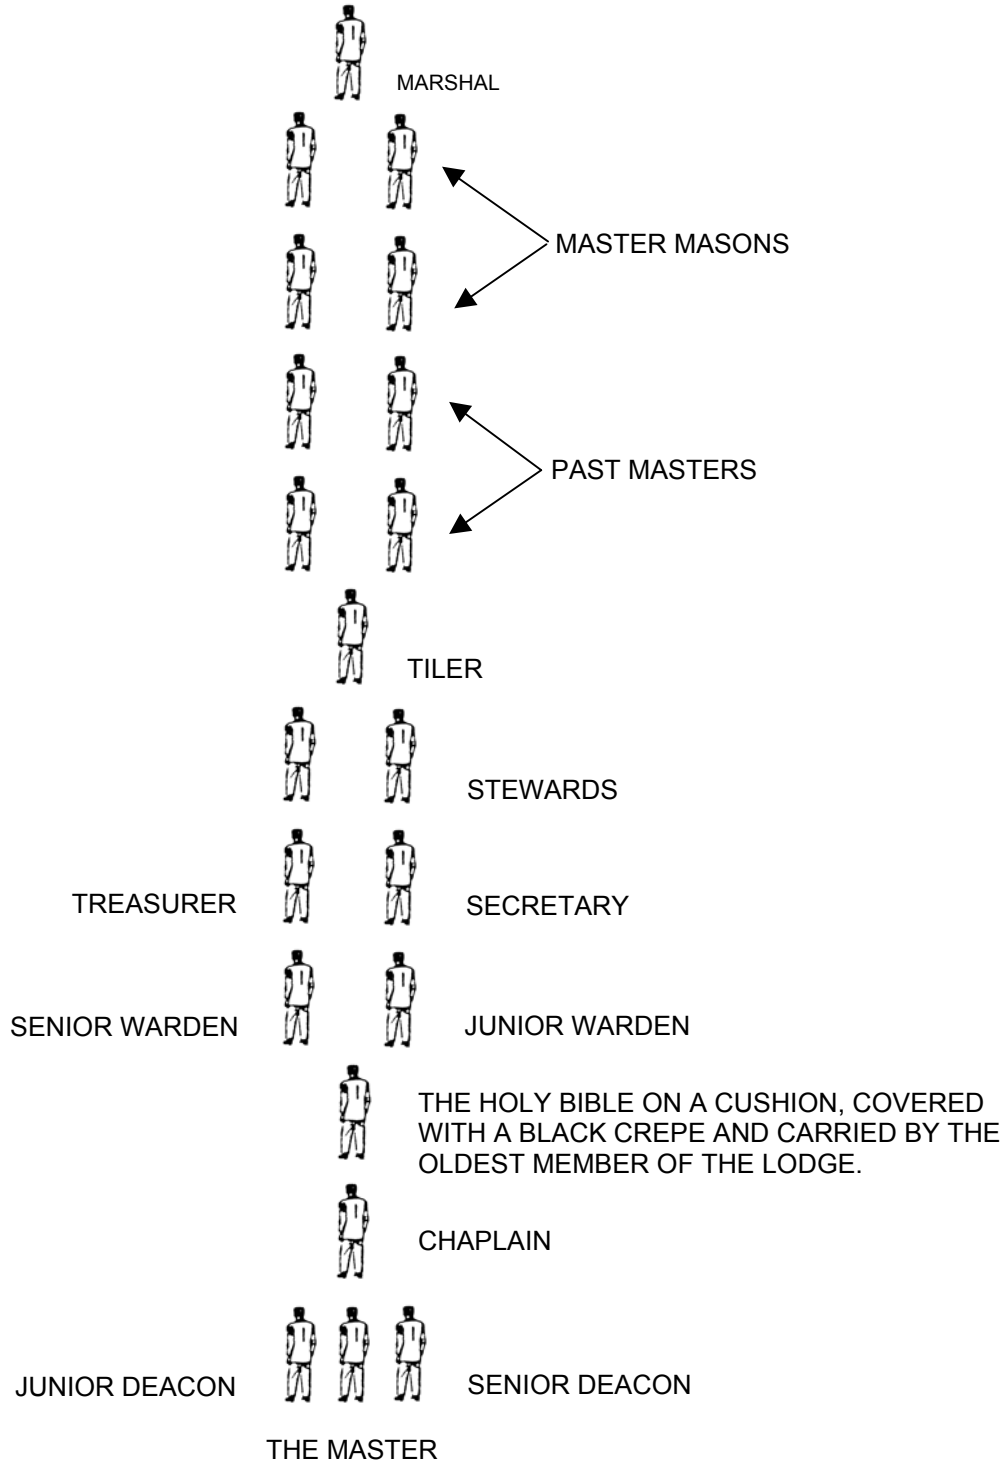 MARSHAL
MASTER MASONS
PAST MASTERS
TILER
STEWARDS
TREASURER
SECRETARY
SENIOR WARDEN
JUNIOR WARDEN
THE HOLY BIBLE ON A CUSHION, COVERED
WITH A BLACK CREPE AND CARRIED BY THE
OLDEST MEMBER OF THE LODGE.
CHAPLAIN
JUNIOR DEACON
SENIOR DEACON
THE MASTER